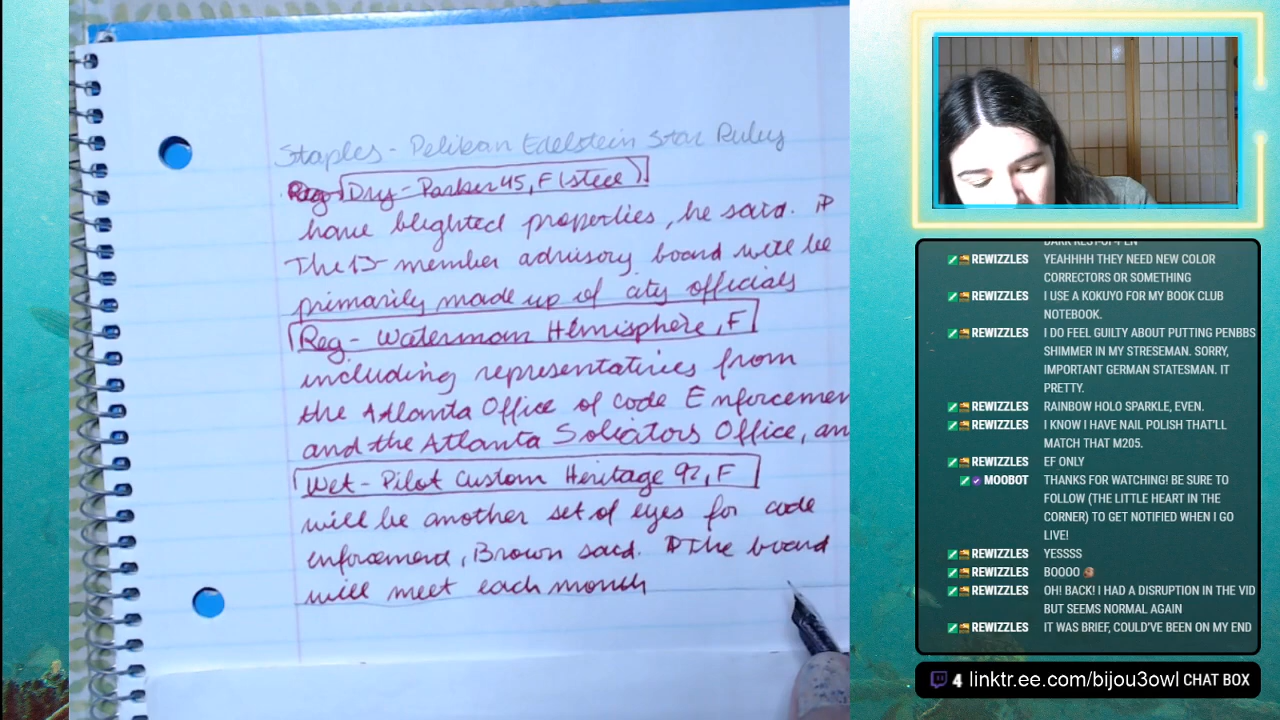 Staples - Pelikan Edelstein Star Ruby
Reg Dry - Parker 45, F (steel)
have blighted properties, he said. P
The 13- member advisory board will be
primarily made up of city officials
Reg - Waterman Hémisphère, F
including representatives from
the Atlanta Office of Code Enforcemen
and the Atlanta Soliciators Office, an
Wet - Pilot Custom Heritage 92, F
will be another set of eyes for code
enforcement, Brown said. The board
will meet each month
DARK REST OF PEN
REWIZZLES YEAHHHH THEY NEED NEW COLOR
CORRECTORS OR SOMETHING
REWIZZLES I USE A KOKUYO FOR MY BOOK CLUB
NOTEBOOK.
REWIZZLES I DO FEEL GUILTY ABOUT PUTTING PENBBS
SHIMMER IN MY STRESEMAN. SORRY,
IMPORTANT GERMAN STATESMAN. IT
PRETTY.
REWIZZLES RAINBOW HOLO SPARKLE, EVEN.
REWIZZLES I KNOW I HAVE NAIL POLISH THAT'LL
MATCH THAT M205.
REWIZZLES EF ONLY
MOOBOT THANKS FOR WATCHING! BE SURE TO
FOLLOW (THE LITTLE HEART IN THE
CORNER) TO GET NOTIFIED WHEN I GO
LIVE!
REWIZZLES YESSSS
REWIZZLES BOOOO
REWIZZLES OH! BACK! I HAD A DISRUPTION IN THE VID
BUT SEEMS NORMAL AGAIN
REWIZZLES IT WAS BRIEF, COULD'VE BEEN ON MY END
4 linktr.ee.com/bijou3owl CHAT BOX